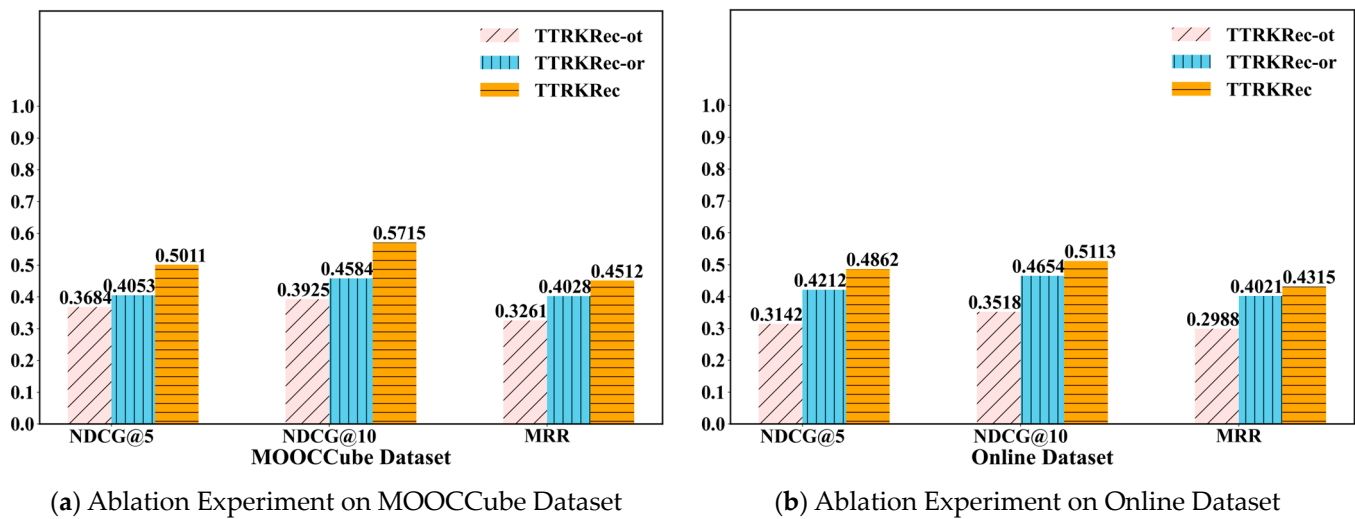 TTRKRec-ot
TTRKRec-or
TTRKRec
1.0
0.9
0.8
0.7
0.6
0.5
0.4
0.3
0.2
0.1
0.0
0.3684
0.4053
0.5011
0.3925
0.4584
0.5715
0.3261
0.4028
0.4512
NDCG@5
NDCG@10
MRR
MOOCCube Dataset
(a) Ablation Experiment on MOOCCube Dataset
TTRKRec-ot
TTRKRec-or
TTRKRec
1.0
0.9
0.8
0.7
0.6
0.5
0.4
0.3
0.2
0.1
0.0
0.3142
0.4212
0.4862
0.3518
0.4654
0.5113
0.2988
0.4021
0.4315
NDCG@5
NDCG@10
MRR
Online Dataset
(b) Ablation Experiment on Online Dataset